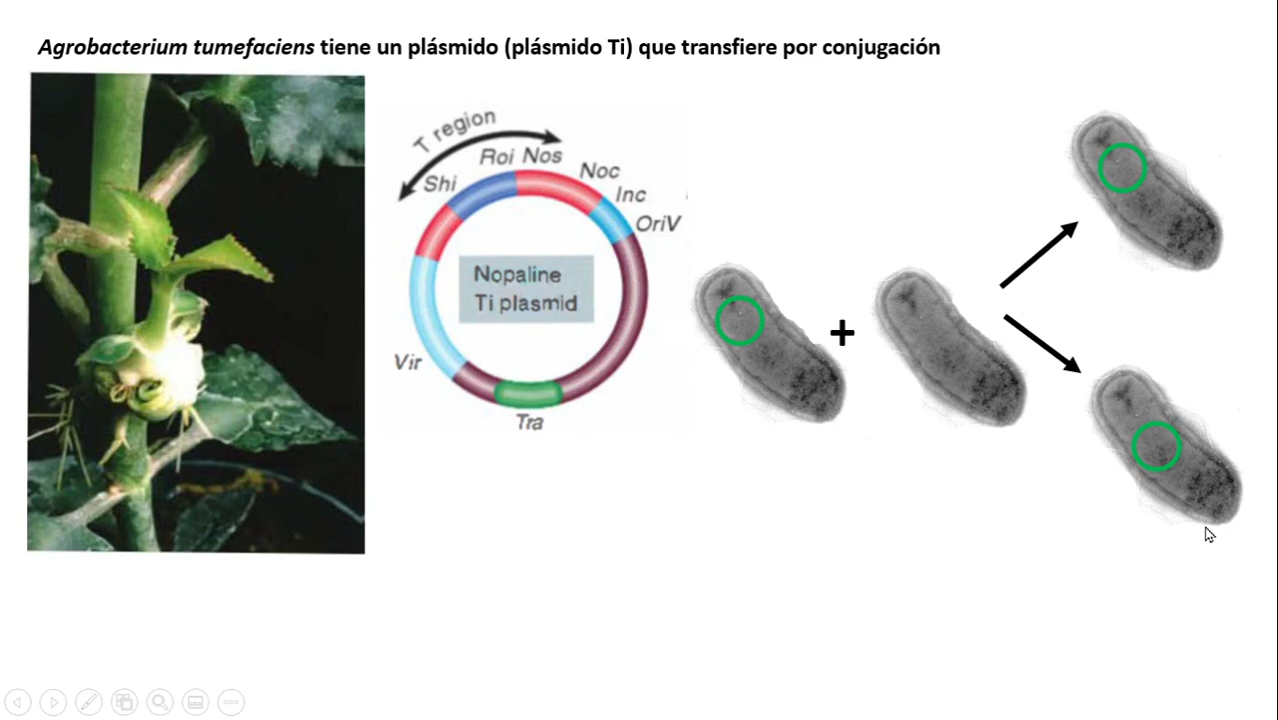 Agrobacterium tumefaciens tiene un plásmido (plásmido Ti) que transfiere por conjugación
T region
Roi Nos
Shi
Noc
Inc
OriV
Nopaline
Ti plasmid
+
Vir
Tra